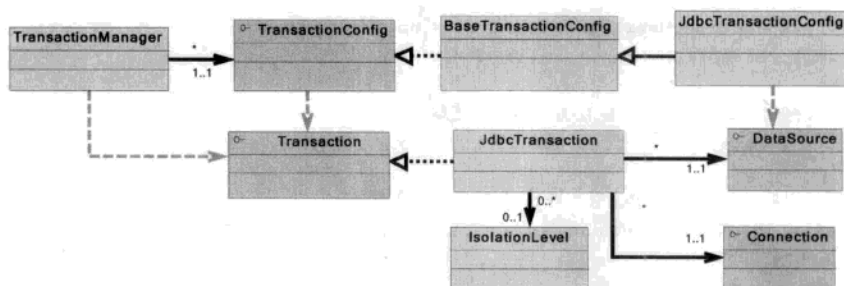 TransactionManager
TransactionConfig
BaseTransactionConfig
JdbcTransactionConfig
*
1..1
Transaction
JdbcTransaction
DataSource
*
1..1
0..*
0..1
*
1..1
IsolationLevel
Connection